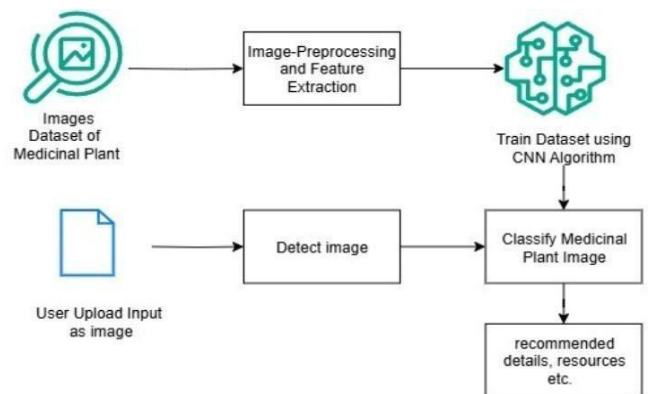 Images
Dataset of
Medicinal Plant
Image-Preprocessing
and Feature
Extraction
Train Dataset using
CNN Algorithm
User Upload Input
as image
Detect image
Classify Medicinal
Plant Image
recommended
details, resources
etc.